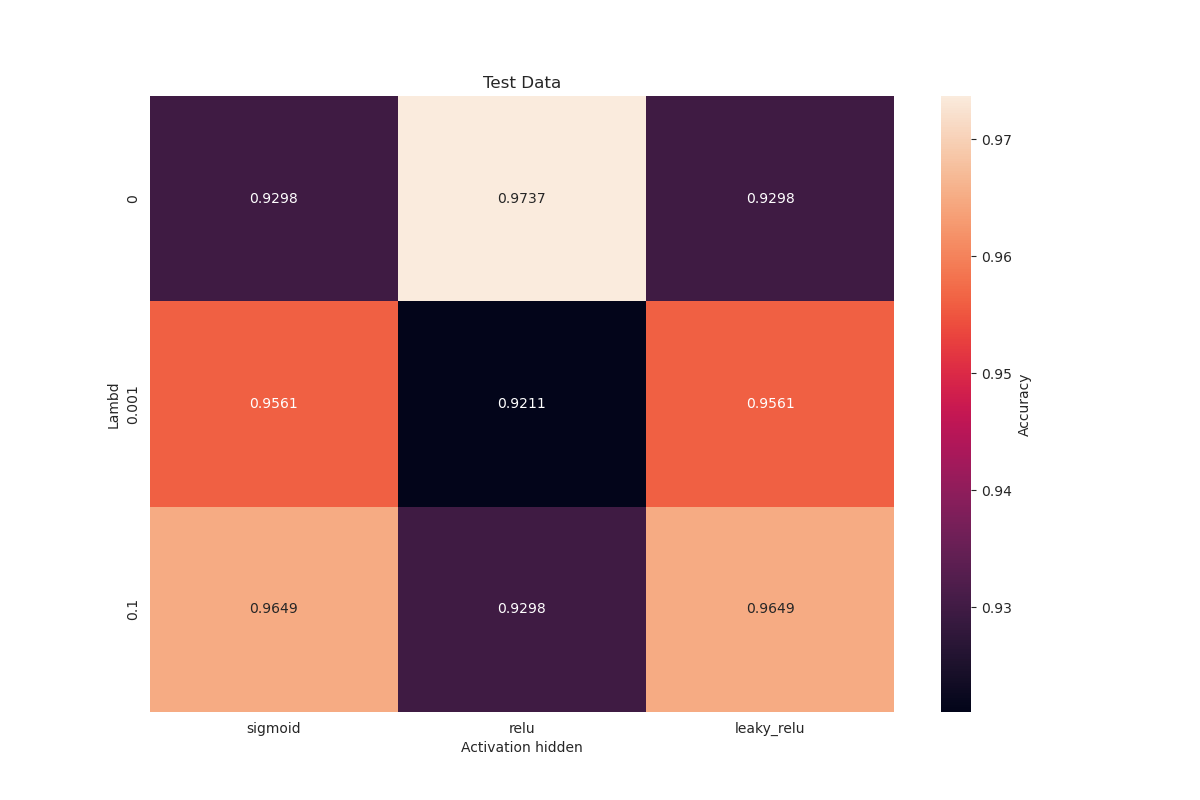 Test Data
0.9298 0.9737 0.9298
0.9561 0.9211 0.9561
0.9649 0.9298 0.9649
0
0.001
0.1
Lambd
sigmoid relu leaky_relu
Activation hidden
0.97
0.96
0.95
0.94
0.93
Accuracy